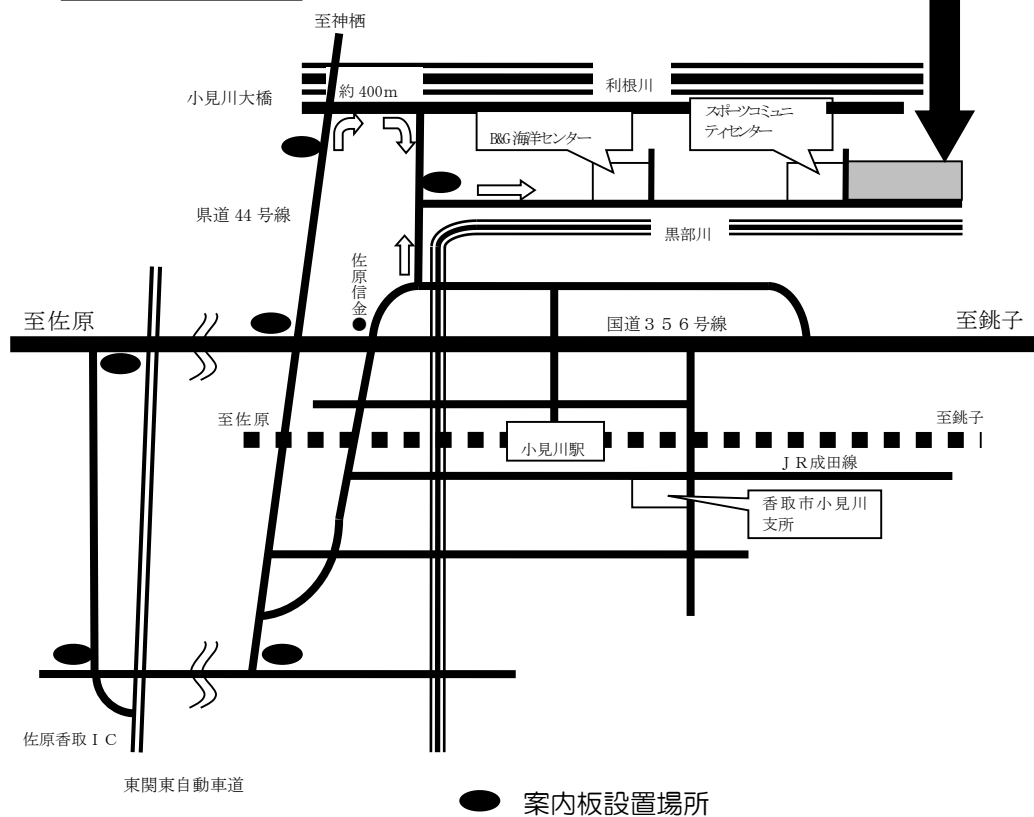 至神栖
小見川大橋
約 400m
利根川
スポーツコミュニ
ティセンター
B&G 海洋センター
県道 44 号線
黒部川
佐原信金
至佐原
国道３５６号線
至銚子
至佐原
至銚子
小見川駅
ＪＲ成田線
香取市小見川
支所
佐原香取ＩＣ
東関東自動車道
案内板設置場所